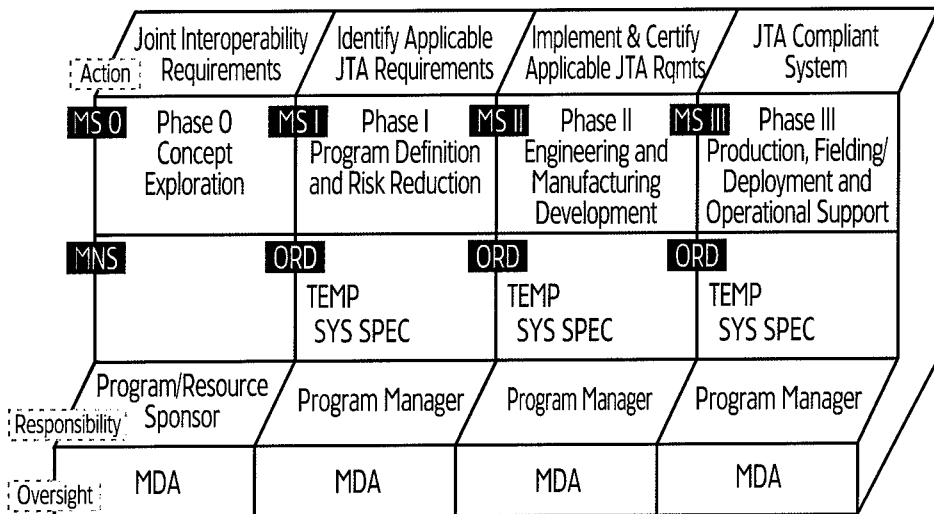 Joint Interoperability
Requirements
Identify Applicable
JTA Requirements
Implement & Certify
Applicable JTA Rqmts
JTA Compliant
System
Action
MS 0
Phase 0
Concept
Exploration
MS I
Phase I
Program Definition
and Risk Reduction
MS II
Phase II
Engineering and
Manufacturing
Development
MS III
Phase III
Production, Fielding/
Deployment and
Operational Support
MNS
ORD
TEMP
SYS SPEC
ORD
TEMP
SYS SPEC
ORD
TEMP
SYS SPEC
Responsibility
Program/Resource
Sponsor
Program Manager
Program Manager
Program Manager
Oversight
MDA
MDA
MDA
MDA